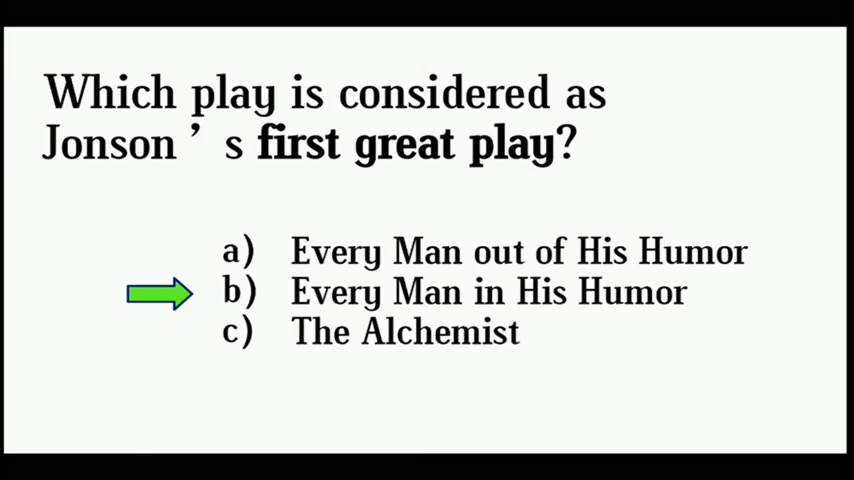 Which play is considered as
Jonson ’ s first great play?
a) Every Man out of His Humor
b) Every Man in His Humor
c) The Alchemist